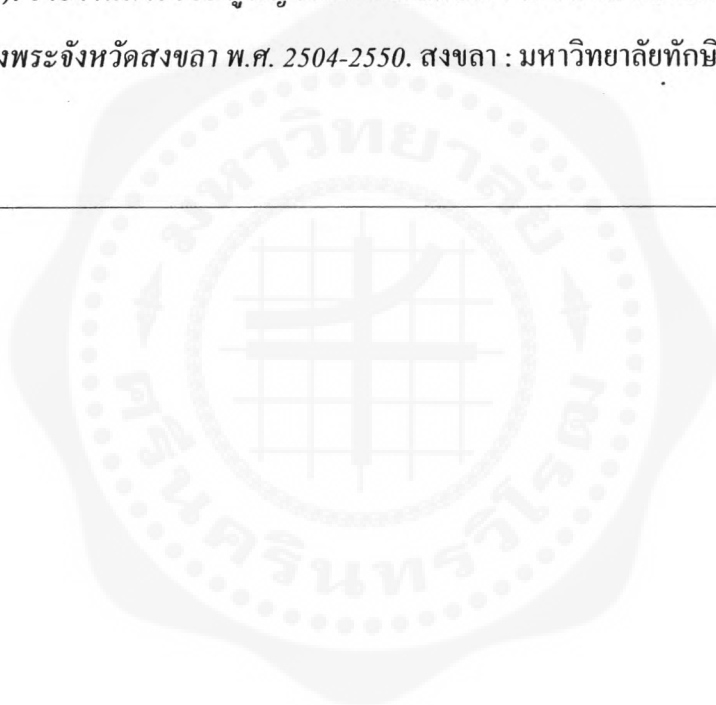 งพระจังหวัดสงขลา พ.ศ. 2504-2550. สงขลา : มหาวิทยาลัยทักษิ
มหาวิทยาลัย
ศรีนครินทรวิโรฒ